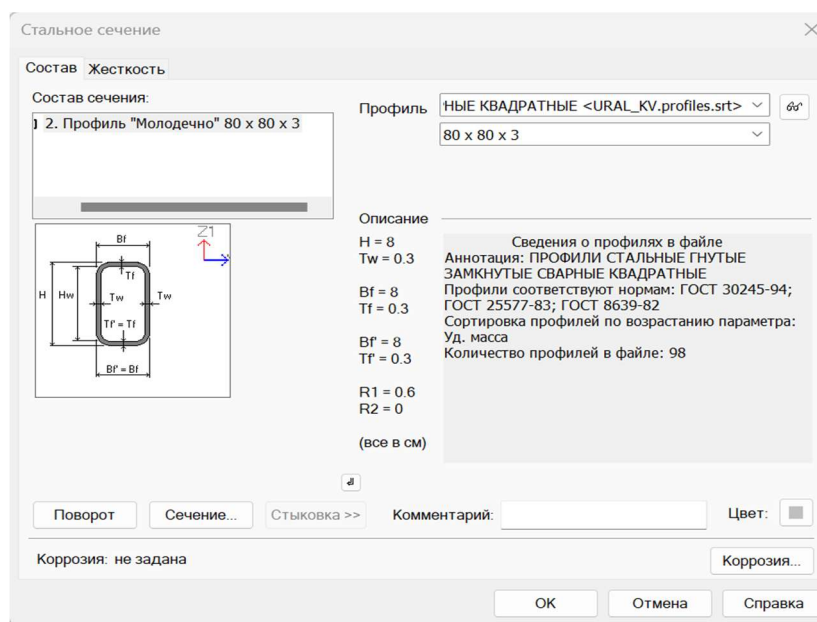 Стальное сечение
Состав Жесткость
Состав сечения:
2. Профиль "Молодечно" 80 x 80 x 3
Профиль
НЫЕ КВАДРАТНЫЕ <URAL_KV.profiles.srt>
80 x 80 x 3
Bf
Tf
H
Hw
Tw
Tw
Tf' = Tf
Bf' = Bf
Z1
Описание
H = 8
Tw = 0.3
Bf = 8
Tf = 0.3
Bf' = 8
Tf' = 0.3
R1 = 0.6
R2 = 0
(все в см)
Сведения о профилях в файле
Аннотация: ПРОФИЛИ СТАЛЬНЫЕ ГНУТЫЕ
ЗАМКНУТЫЕ СВАРНЫЕ КВАДРАТНЫЕ
Профили соответствуют нормам: ГОСТ 30245-94;
ГОСТ 25577-83; ГОСТ 8639-82
Сортировка профилей по возрастанию параметра:
Уд. масса
Количество профилей в файле: 98
Поворот
Сечение...
Стыковка >>
Комментарий:
Цвет:
Коррозия: не задана
Коррозия...
OK
Отмена
Справка